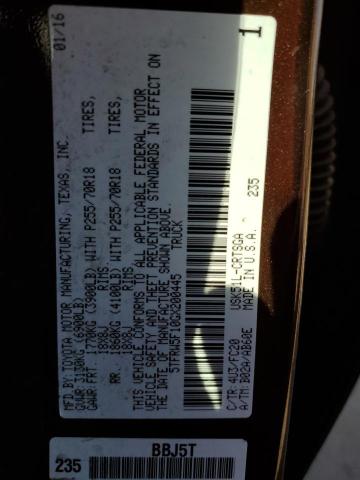 MFD. BY: TOYOTA MOTOR MANUFACTURING, TEXAS, INC. 01/16
GVWR: 3130KG (6900LB)
GAWR: FRT. 1770KG (3900LB) WITH P255/70R18 TIRES,
18X8J RIMS
RR. 1860KG (4100LB) WITH P255/70R18 TIRES,
18X8J RIMS
THIS VEHICLE CONFORMS TO ALL APPLICABLE FEDERAL MOTOR
VEHICLE SAFETY AND THEFT PREVENTION STANDARDS IN EFFECT ON
THE DATE OF MANUFACTURE SHOWN ABOVE.
5TFRW5F10GX200445 TRUCK
1
USK51L-CRTSGA
MADE IN U.S.A. 235
C/TR: 4U3/FC20
A/TM: B02A/AB60E
235 BBJ5T